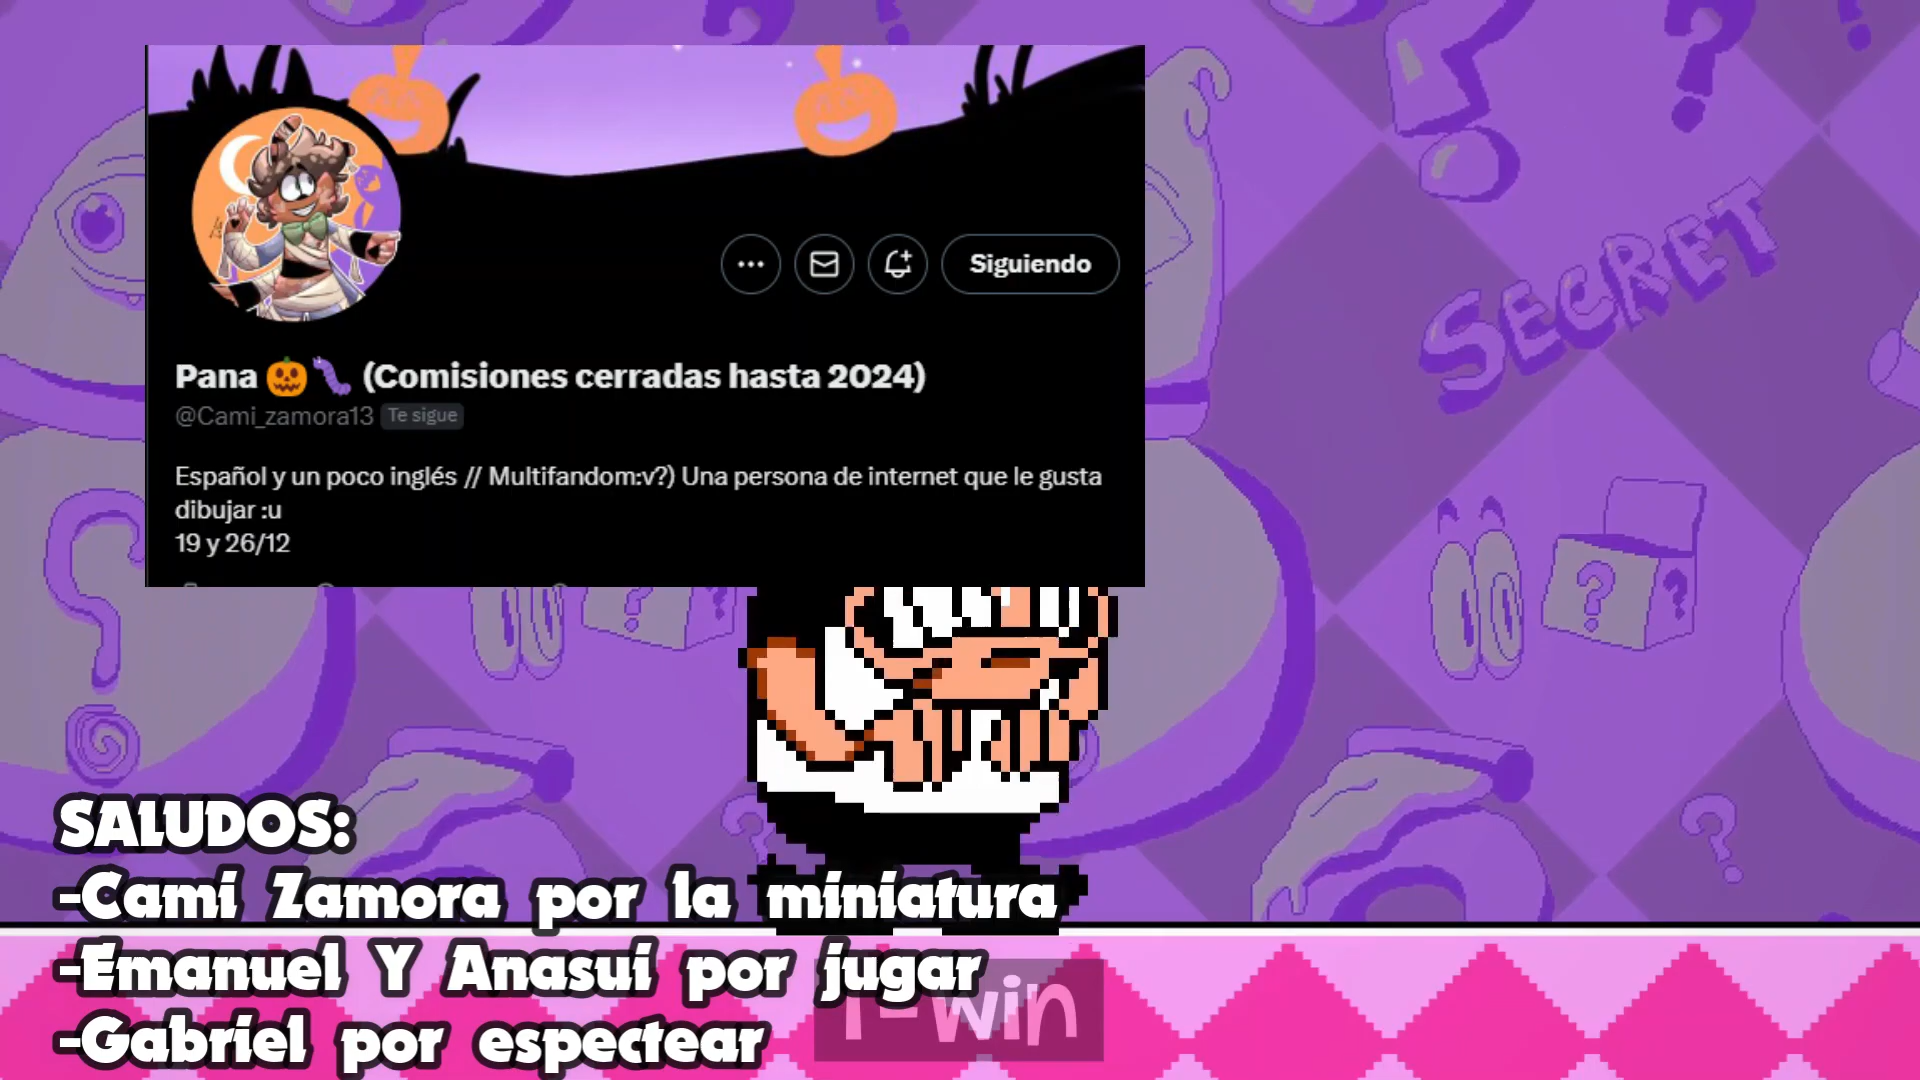 Siguiendo
Pana 🎃🐛 (Comisiones cerradas hasta 2024)
@Cami_zamora13 Te sigue
Español y un poco inglés // Multifandom:v?) Una persona de internet que le gusta
dibujar :u
19 y 26/12
SECRET
SALUDOS:
-Cami Zamora por la miniatura
-Emanuel Y Anasui por jugar
-Gabriel por espectear
T-win